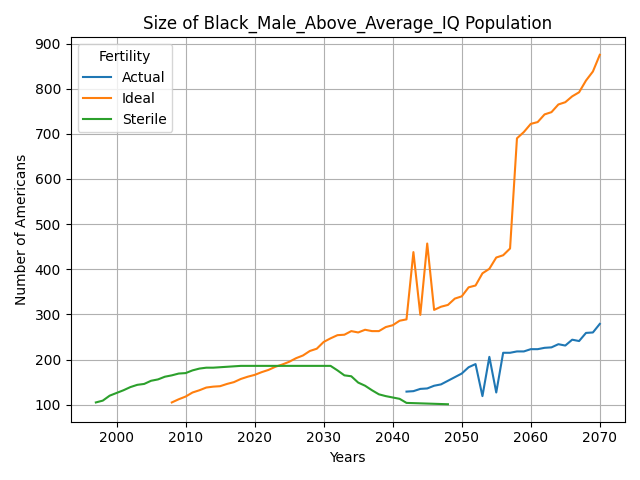 Size of Black_Male_Above_Average_IQ Population
Fertility
Actual
Ideal
Sterile
Number of Americans
900
800
700
600
500
400
300
200
100
2000 2010 2020 2030 2040 2050 2060 2070
Years